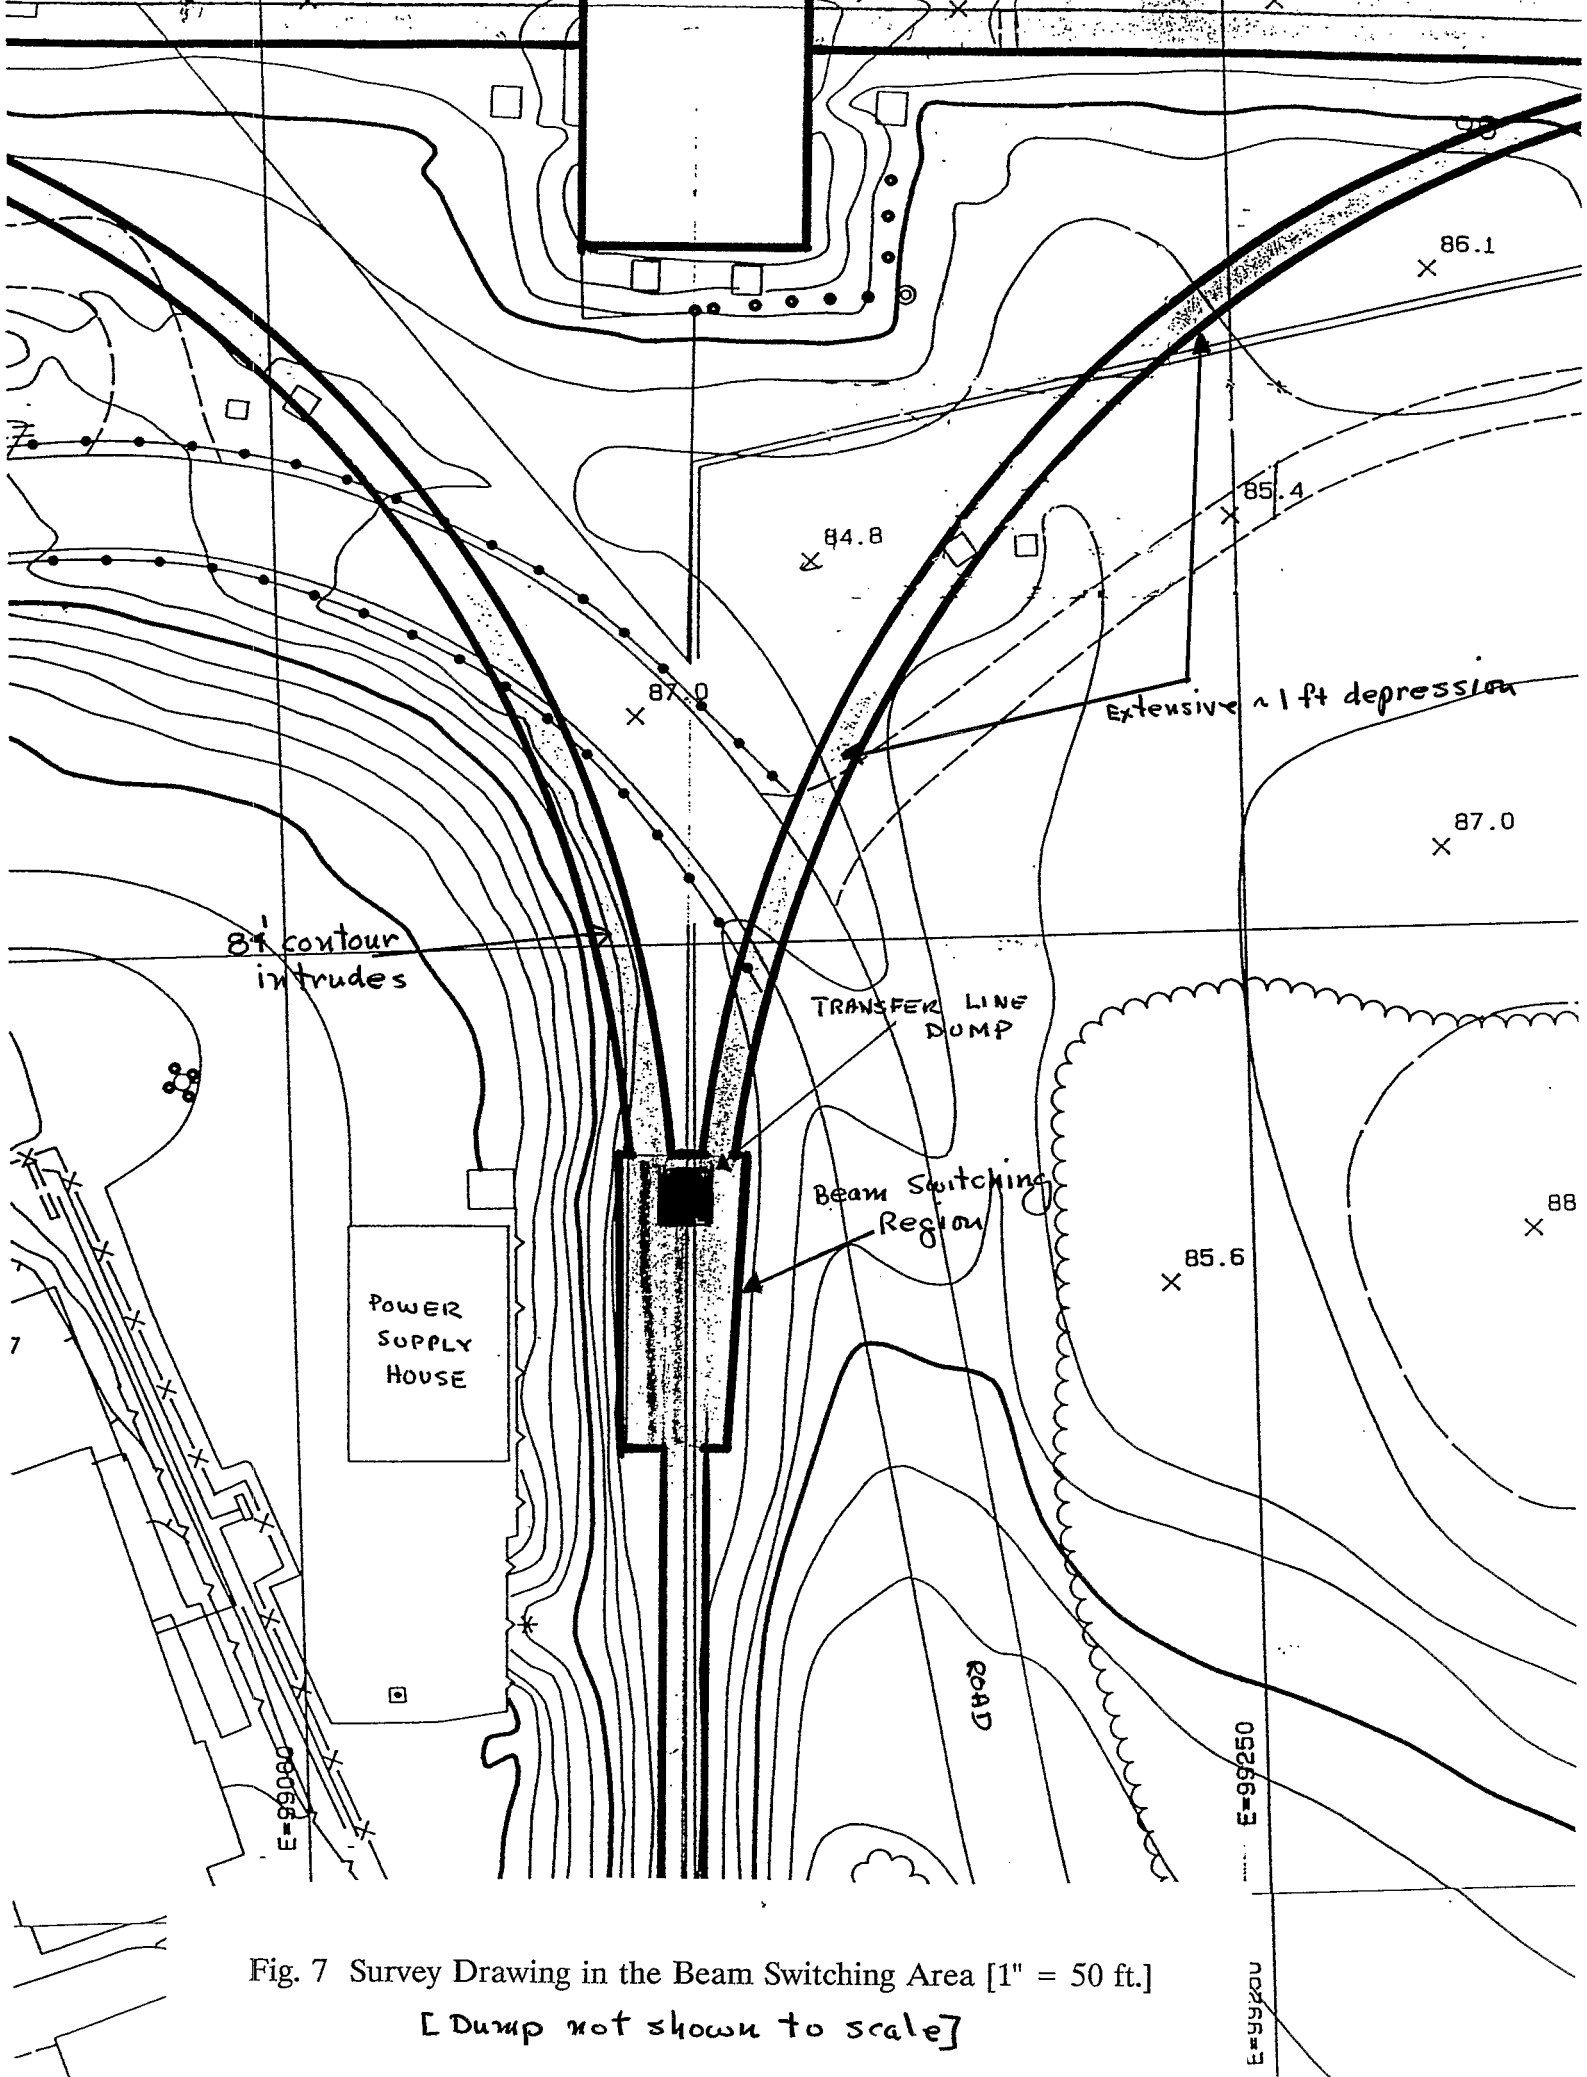 86.1
85.4
84.8
87.0
Extensive ~ 1 ft depression
87.0
84' contour
intrudes
TRANSFER LINE
DUMP
Beam Switching
Region
88
85.6
POWER
SUPPLY
HOUSE
7
ROAD
E=99000
E=99250
Fig. 7 Survey Drawing in the Beam Switching Area [1" = 50 ft.]
[Dump not shown to scale]